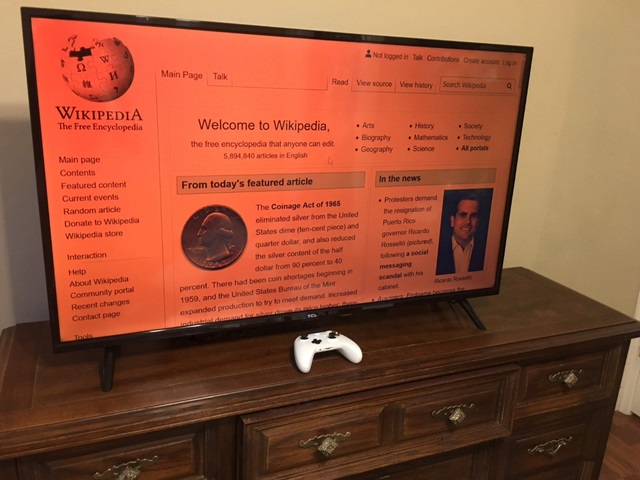 Not logged in Talk Contributions Create account Log in
Main Page Talk Read View source View history Search Wikipedia
WIKIPEDIA
The Free Encyclopedia
Main page
Contents
Featured content
Current events
Random article
Donate to Wikipedia
Wikipedia store
Interaction
Help
About Wikipedia
Community portal
Recent changes
Contact page
Tools
Welcome to Wikipedia,
the free encyclopedia that anyone can edit.
5,894,840 articles in English
• Arts
• Biography
• Geography
• History
• Mathematics
• Science
• Society
• Technology
• All portals
From today's featured article
The Coinage Act of 1965
eliminated silver from the United
States dime (ten-cent piece) and
quarter dollar, and also reduced
the silver content of the half
dollar from 90 percent to 40
percent. There had been coin shortages beginning in
1959, and the United States Bureau of the Mint
expanded production to try to meet demand. Increased
industrial demand for silver
In the news
• Protesters demand
the resignation of
Puerto Rico
governor Ricardo
Rosselló (pictured),
following a social
messaging
scandal with his
cabinet.
Ricardo Rosselló
TCL